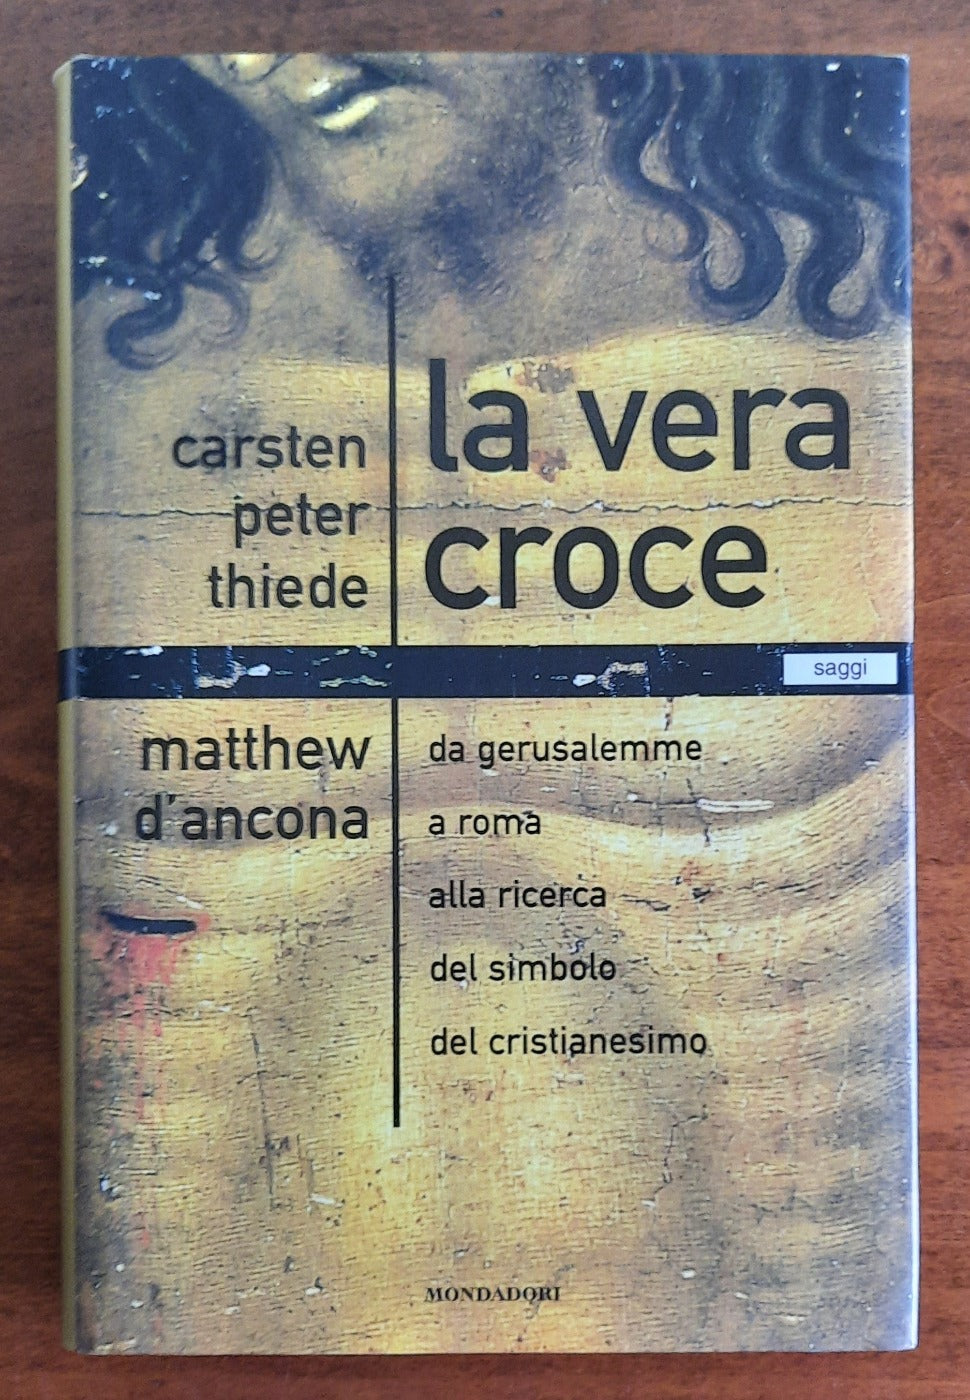 carsten
peter
thiede
la vera
croce
saggi
matthew
d'ancona
da gerusalemme
a roma
alla ricerca
del simbolo
del cristianesimo
MONDADORI